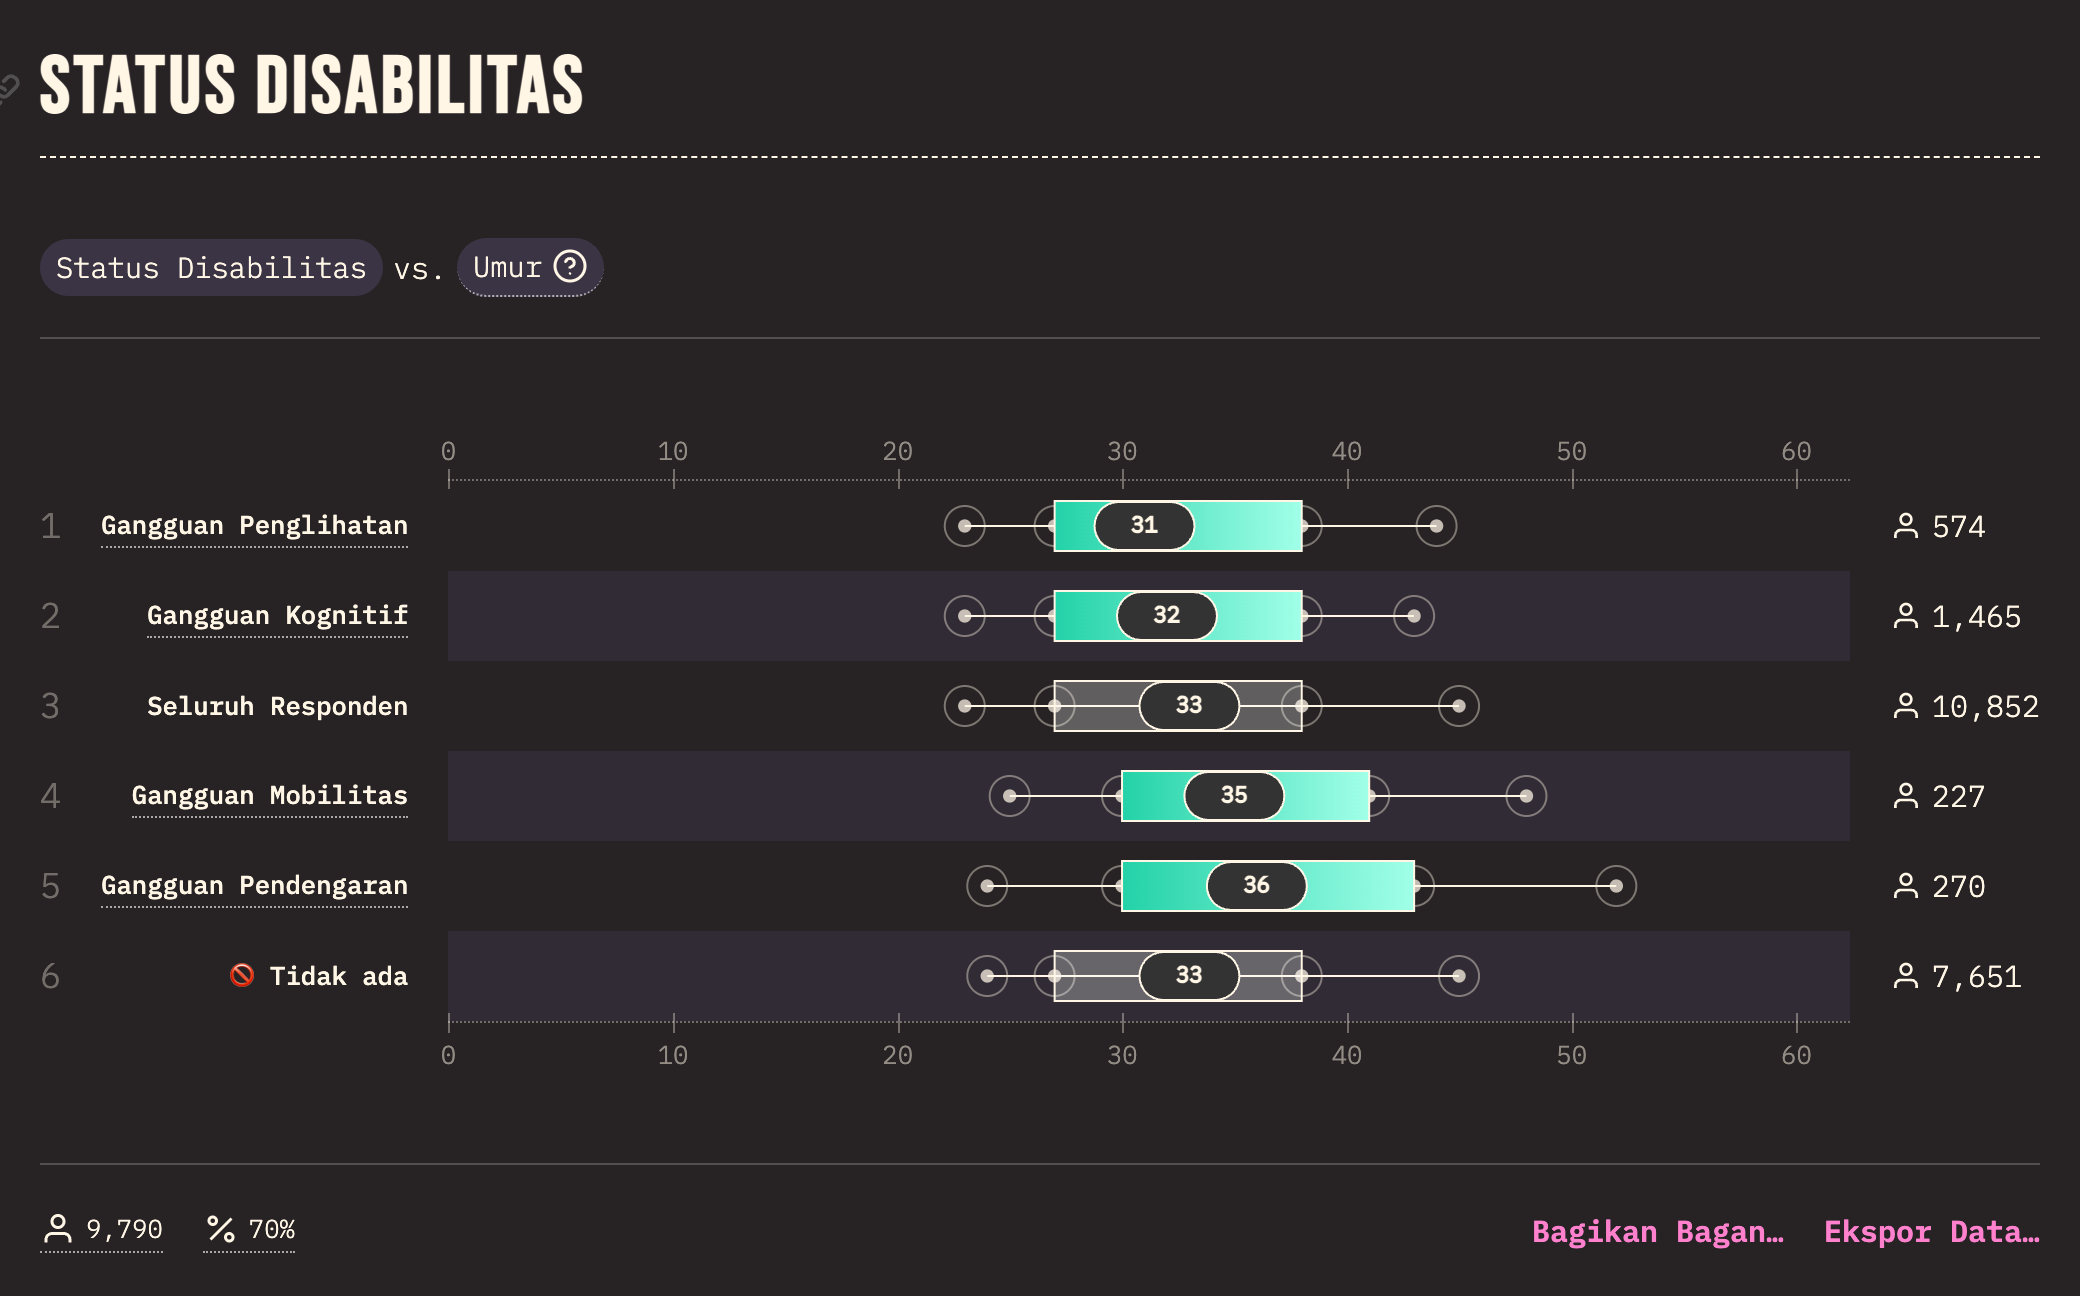 STATUS DISABILITAS
Status Disabilitas vs. Umur ?
0 10 20 30 40 50 60
1 Gangguan Penglihatan 31 574
2 Gangguan Kognitif 32 1,465
3 Seluruh Responden 33 10,852
4 Gangguan Mobilitas 35 227
5 Gangguan Pendengaran 36 270
6 Tidak ada 33 7,651
0 10 20 30 40 50 60
9,790 % 70% Bagikan Bagan… Ekspor Data…